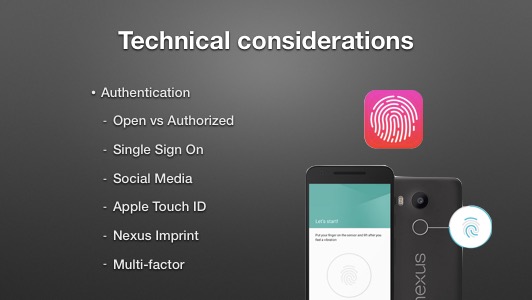 Technical considerations
• Authentication
- Open vs Authorized
- Single Sign On
- Social Media
- Apple Touch ID
- Nexus Imprint
- Multi-factor
Let's start!
Put your finger on the sensor and lift after you
feel a vibration
nexus